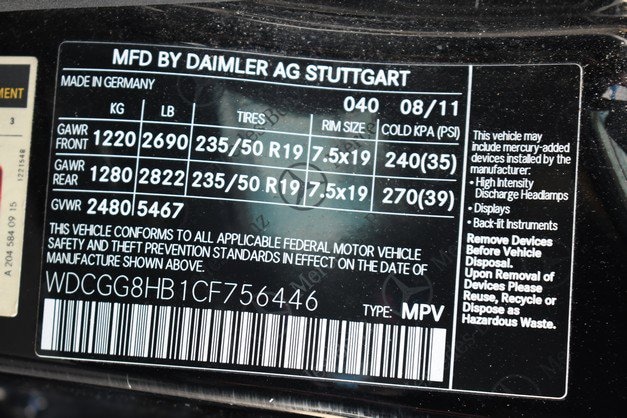 MFD BY DAIMLER AG STUTTGART
MADE IN GERMANY
040 08/11
KG LB TIRES RIM SIZE COLD KPA (PSI)
GAWR FRONT 1220 2690 235/50 R19 7.5x19 240(35)
GAWR REAR 1280 2822 235/50 R19 7.5x19 270(39)
GVWR 2480 5467
THIS VEHICLE CONFORMS TO ALL APPLICABLE FEDERAL MOTOR VEHICLE
SAFETY AND THEFT PREVENTION STANDARDS IN EFFECT ON THE DATE OF
MANUFACTURE SHOWN ABOVE.
WDCGG8HB1CF756446
TYPE: MPV
This vehicle may
include mercury-added
devices installed by the
manufacturer:
• High Intensity
Discharge Headlamps
• Displays
• Back-lit Instruments
Remove Devices
Before Vehicle
Disposal.
Upon Removal of
Devices Please
Reuse, Recycle or
Dispose as
Hazardous Waste.
MENT
3
1221548
A 204 584 09 15